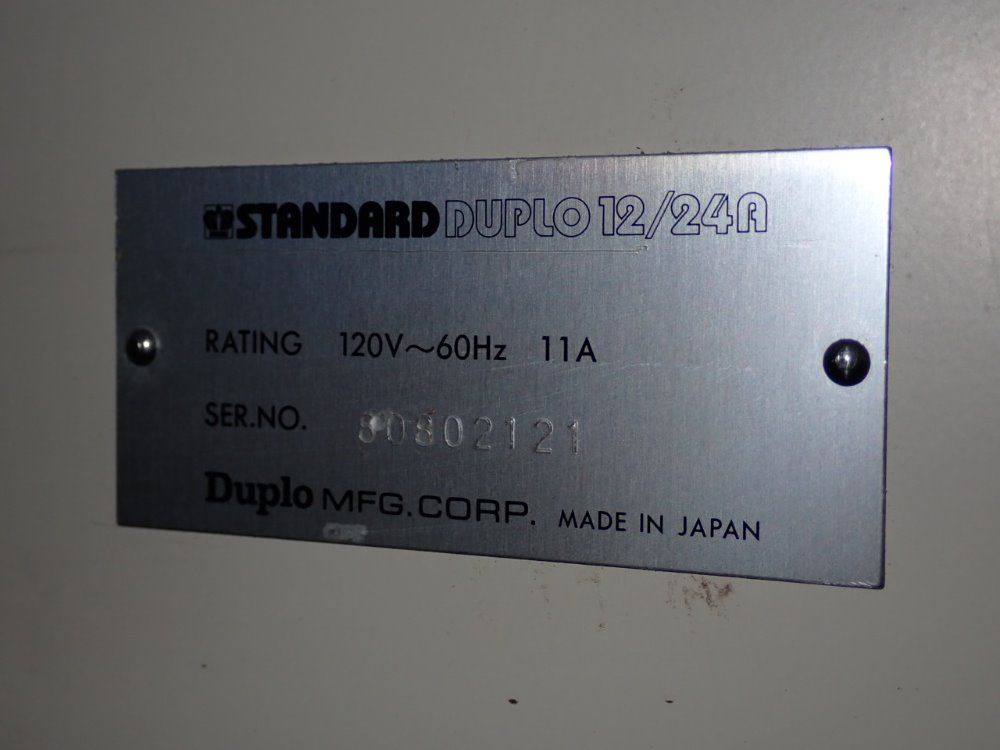 STANDARD DUPLO 12/24A
RATING 120V~60Hz 11A
SER.NO. 80802121
Duplo MFG.CORP. MADE IN JAPAN